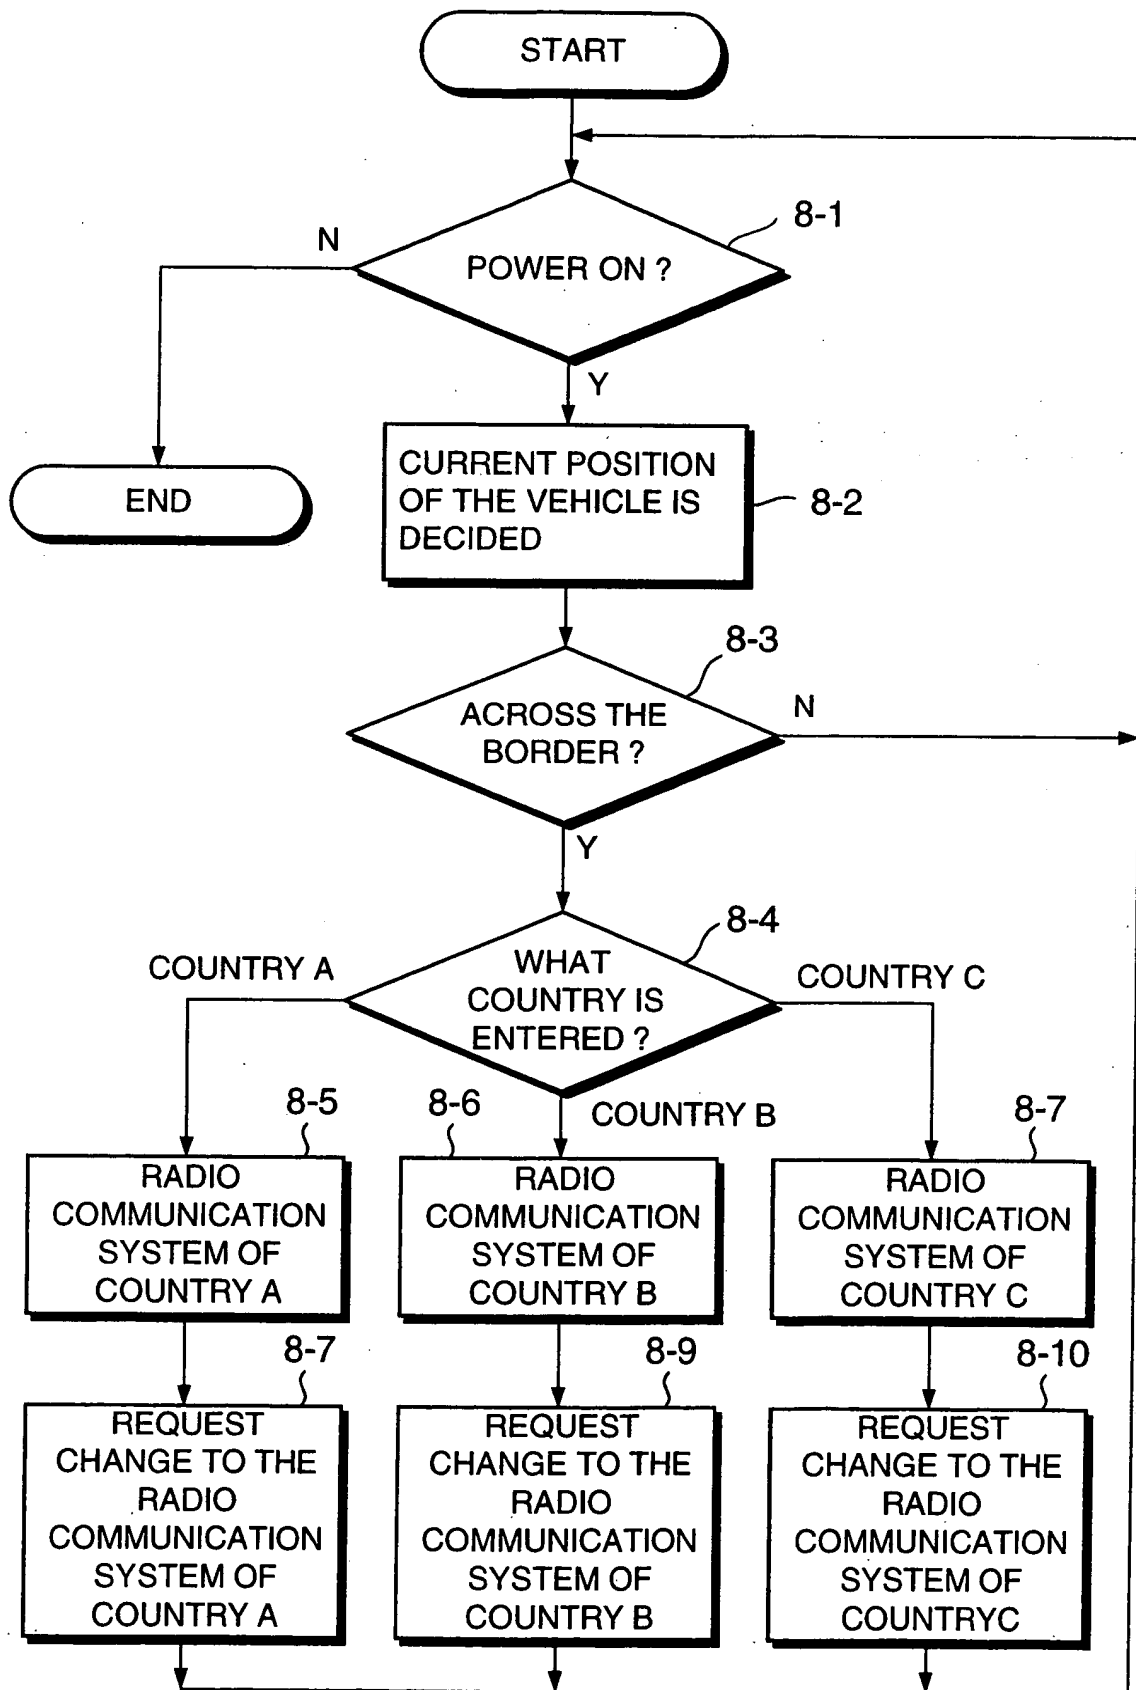 START
8-1
N
POWER ON ?
Y
CURRENT POSITION
OF THE VEHICLE IS
DECIDED
8-2
END
8-3
N
ACROSS THE
BORDER ?
Y
8-4
COUNTRY A
WHAT
COUNTRY IS
ENTERED ?
COUNTRY C
COUNTRY B
8-5
RADIO
COMMUNICATION
SYSTEM OF
COUNTRY A
8-6
RADIO
COMMUNICATION
SYSTEM OF
COUNTRY B
8-7
RADIO
COMMUNICATION
SYSTEM OF
COUNTRY C
8-7
REQUEST
CHANGE TO THE
RADIO
COMMUNICATION
SYSTEM OF
COUNTRY A
8-9
REQUEST
CHANGE TO THE
RADIO
COMMUNICATION
SYSTEM OF
COUNTRY B
8-10
REQUEST
CHANGE TO THE
RADIO
COMMUNICATION
SYSTEM OF
COUNTRYC